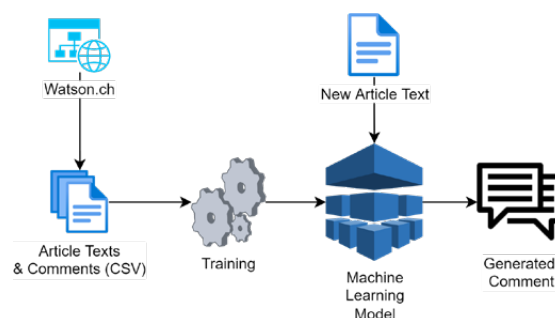 Watson.ch
New Article Text
Article Texts
& Comments (CSV)
Training
Machine
Learning
Model
Generated
Comment